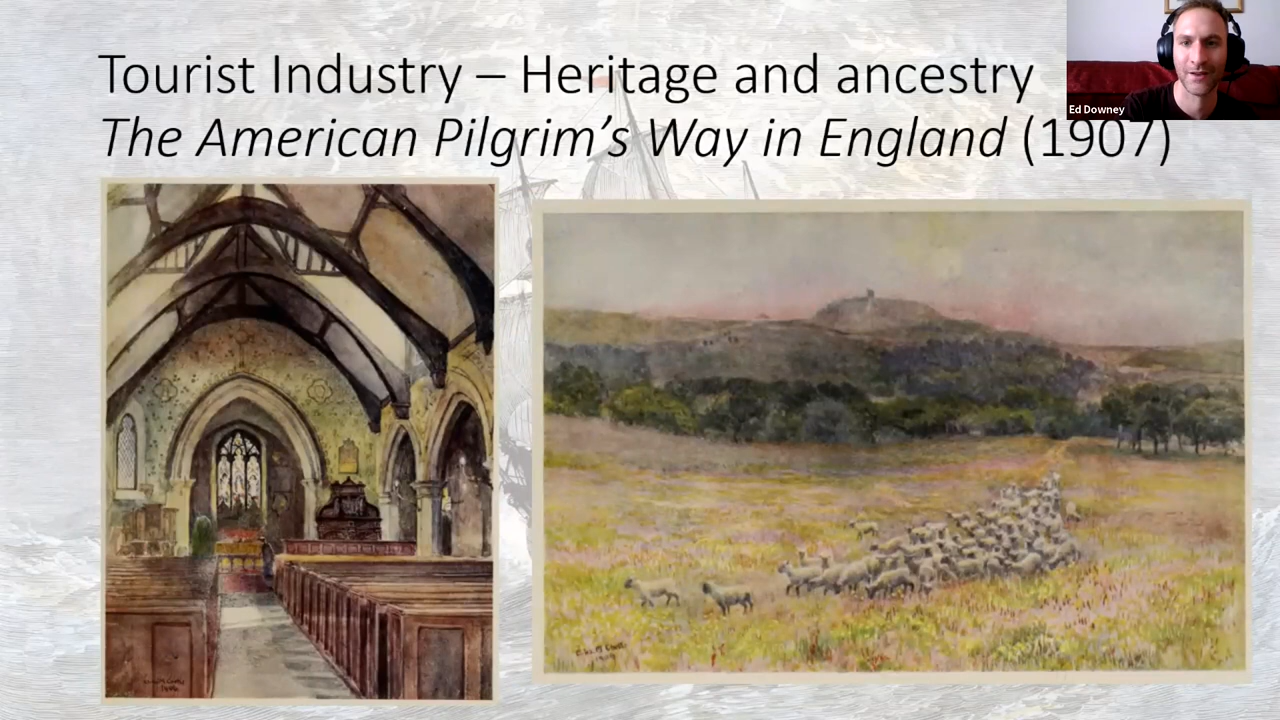 Tourist Industry – Heritage and ancestry
The American Pilgrim’s Way in England (1907)
Ed Downey